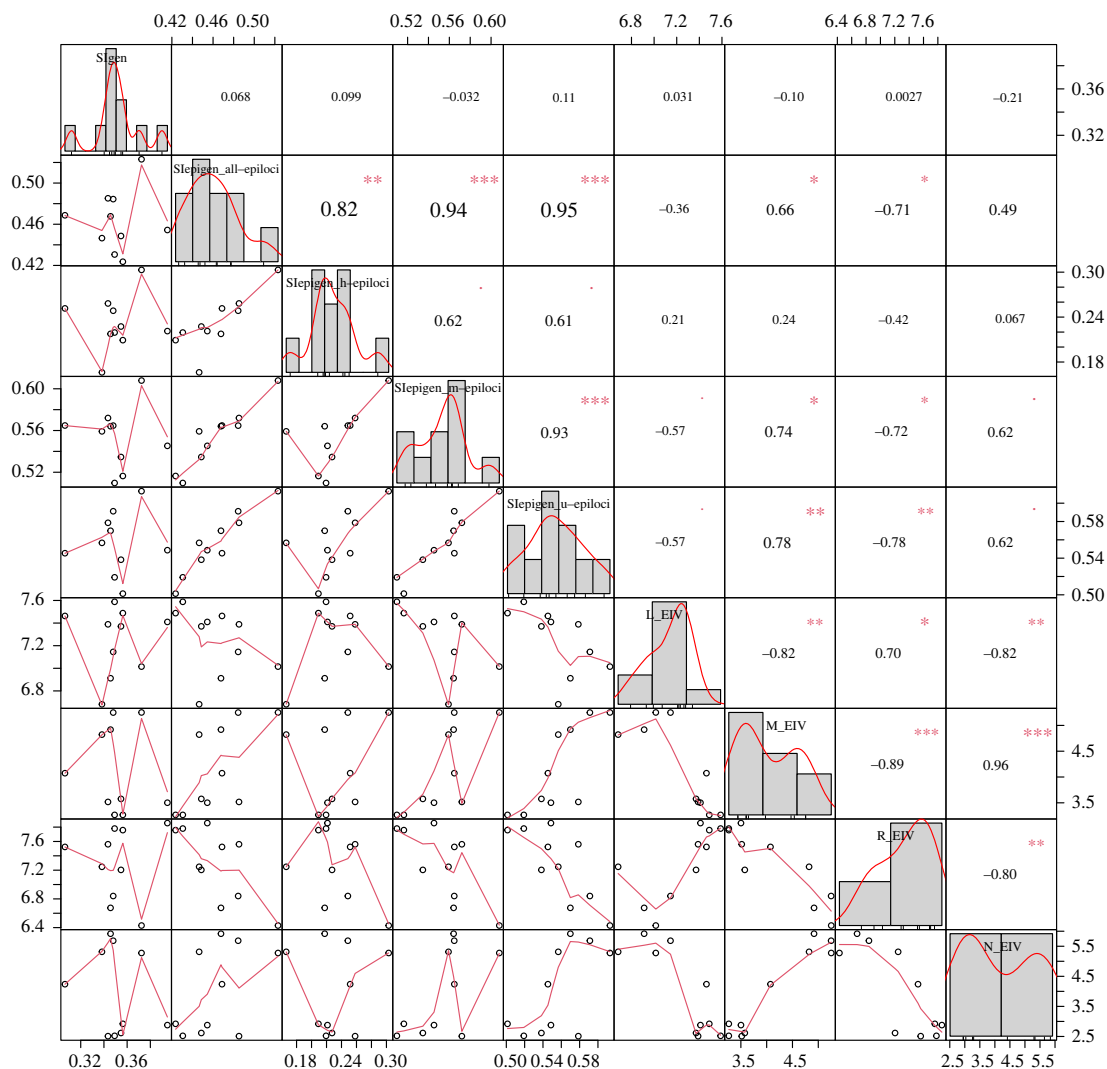 0.42 0.46 0.50 0.52 0.56 0.60 6.8 7.2 7.6 6.4 6.8 7.2 7.6
SIgen
0.068 0.099 −0.032 0.11 0.031 −0.10 0.0027 −0.21
0.36
0.32
SIepigen_all−epiloci
** *** *** * *
0.82 0.94 0.95 −0.36 0.66 −0.71 0.49
0.50
0.46
0.42
SIepigen_h−epiloci
. .
0.62 0.61 0.21 0.24 −0.42 0.067
0.30
0.24
0.18
SIepigen_m−epiloci
*** . * * .
0.93 −0.57 0.74 −0.72 0.62
0.60
0.56
0.52
SIepigen_u−epiloci
. ** ** .
−0.57 0.78 −0.78 0.62
0.58
0.54
0.50
L_EIV
** * **
−0.82 0.70 −0.82
7.6
7.2
6.8
M_EIV
*** ***
−0.89 0.96
4.5
3.5
R_EIV
**
−0.80
7.6
7.2
6.8
6.4
N_EIV
5.5
4.5
3.5
2.5
0.32 0.36 0.18 0.24 0.30 0.50 0.54 0.58 3.5 4.5 2.5 3.5 4.5 5.5